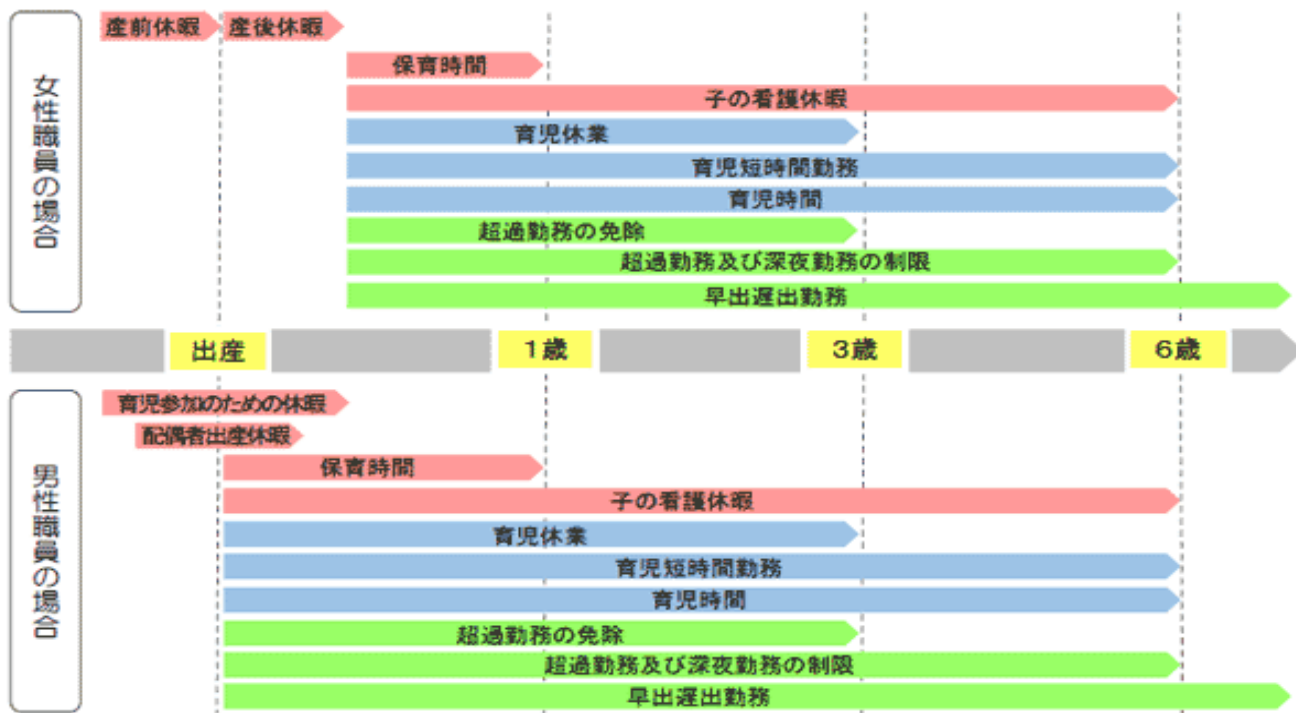 女性職員の場合
産前休暇 産後休暇
保育時間
子の看護休暇
育児休業
育児短時間勤務
育児時間
超過勤務の免除
超過勤務及び深夜勤務の制限
早出遅出勤務
出産 1歳 3歳 6歳
男性職員の場合
育児参加のための休暇
配偶者出産休暇
保育時間
子の看護休暇
育児休業
育児短時間勤務
育児時間
超過勤務の免除
超過勤務及び深夜勤務の制限
早出遅出勤務